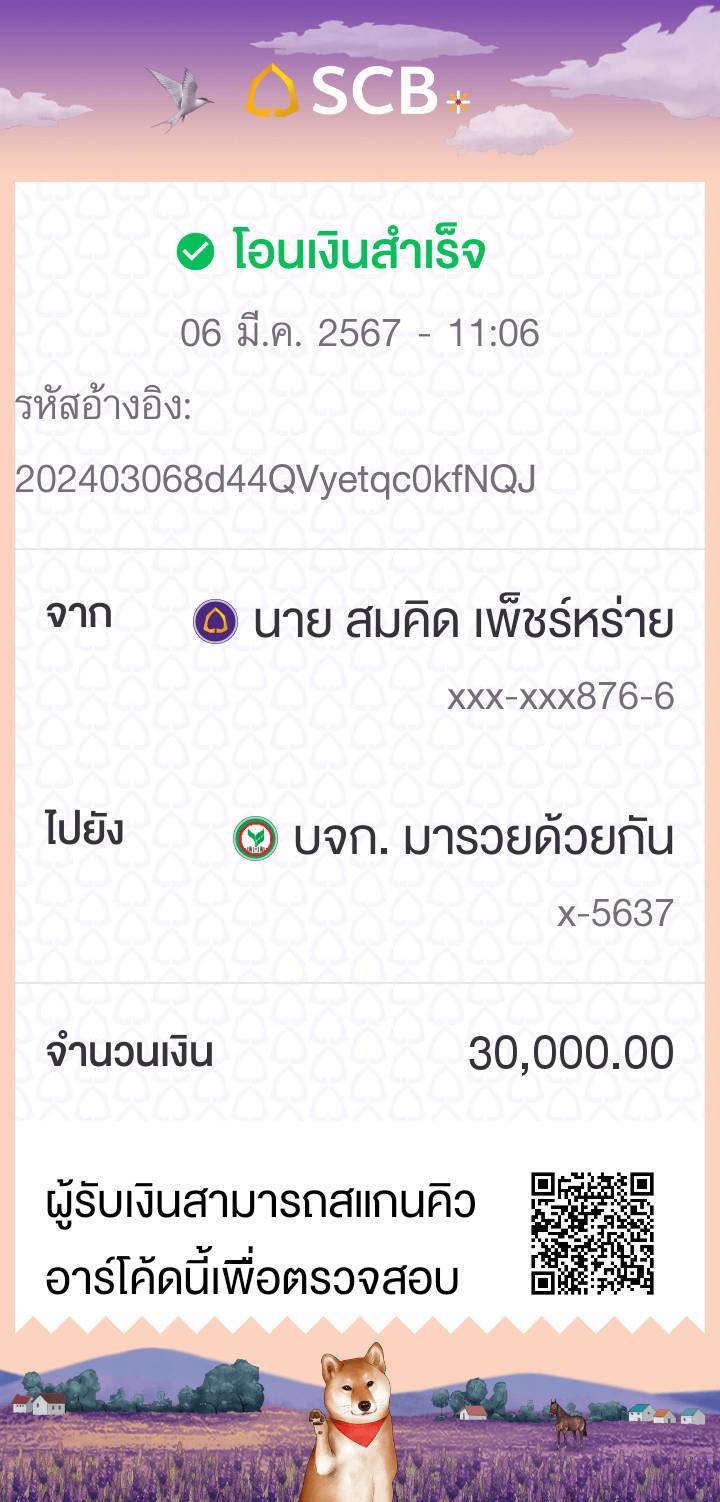 SCB
โอนเงินสำเร็จ
06 มี.ค. 2567 - 11:06
รหัสอ้างอิง:
202403068d44QVyetqc0kfNQJ
จาก นาย สมคิด เพ็ชร์หร่าย
xxx-xxx876-6
ไปยัง บจก. มารวยด้วยกัน
x-5637
จำนวนเงิน 30,000.00
ผู้รับเงินสามารถสแกนคิว
อาร์โค้ดนี้เพื่อตรวจสอบ